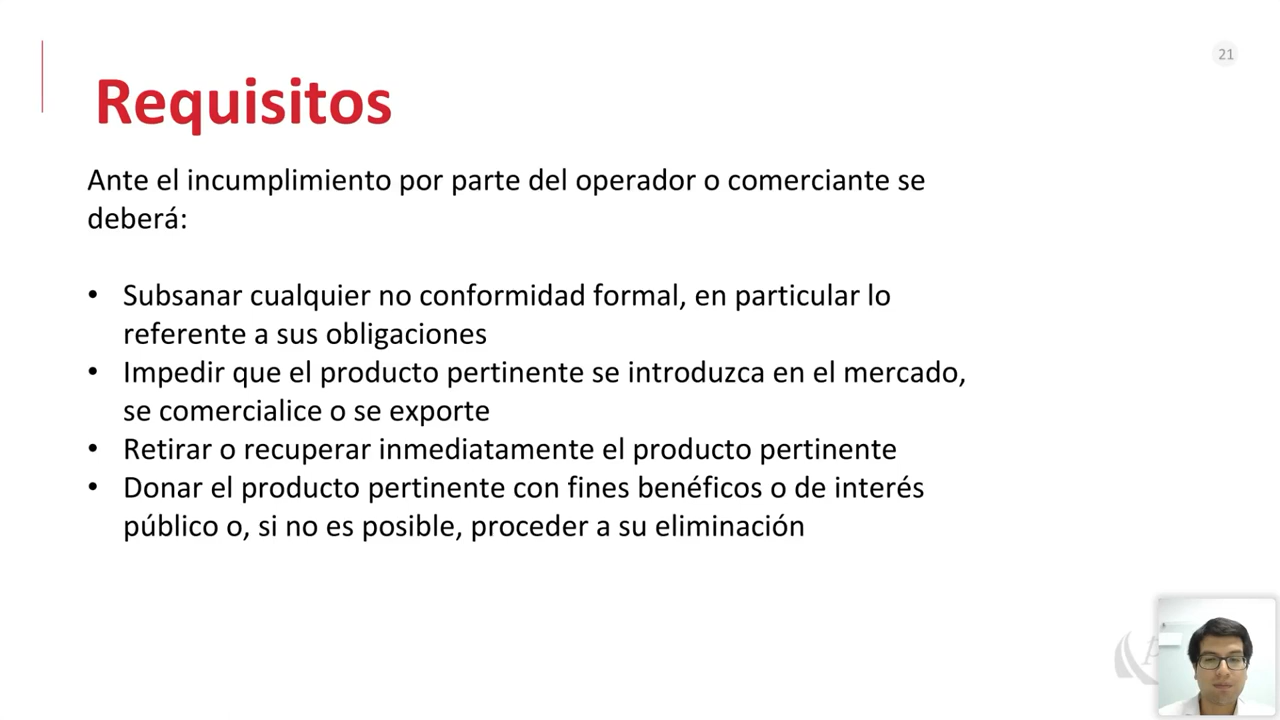 21
Requisitos
Ante el incumplimiento por parte del operador o comerciante se
deberá:
• Subsanar cualquier no conformidad formal, en particular lo
referente a sus obligaciones
• Impedir que el producto pertinente se introduzca en el mercado,
se comercialice o se exporte
• Retirar o recuperar inmediatamente el producto pertinente
• Donar el producto pertinente con fines benéficos o de interés
público o, si no es posible, proceder a su eliminación